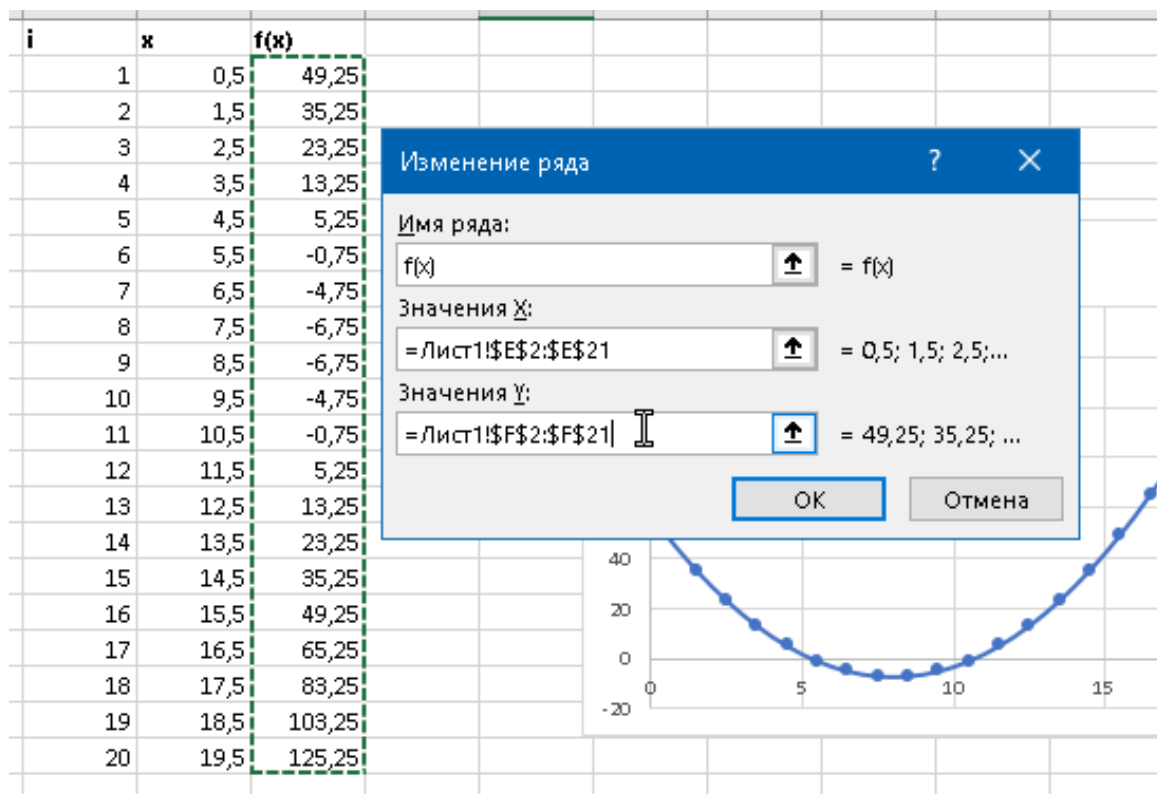 i x f(x)
1 0,5 49,25
2 1,5 35,25
3 2,5 23,25
4 3,5 13,25
5 4,5 5,25
6 5,5 -0,75
7 6,5 -4,75
8 7,5 -6,75
9 8,5 -6,75
10 9,5 -4,75
11 10,5 -0,75
12 11,5 5,25
13 12,5 13,25
14 13,5 23,25
15 14,5 35,25
16 15,5 49,25
17 16,5 65,25
18 17,5 83,25
19 18,5 103,25
20 19,5 125,25
Изменение ряда ?
Имя ряда:
f(x) = f(x)
Значения X:
=Лист1!$E$2:$E$21 = 0,5; 1,5; 2,5;...
Значения Y:
=Лист1!$F$2:$F$21 = 49,25; 35,25; ...
ОК Отмена
40
20
0
-20
0 5 10 15